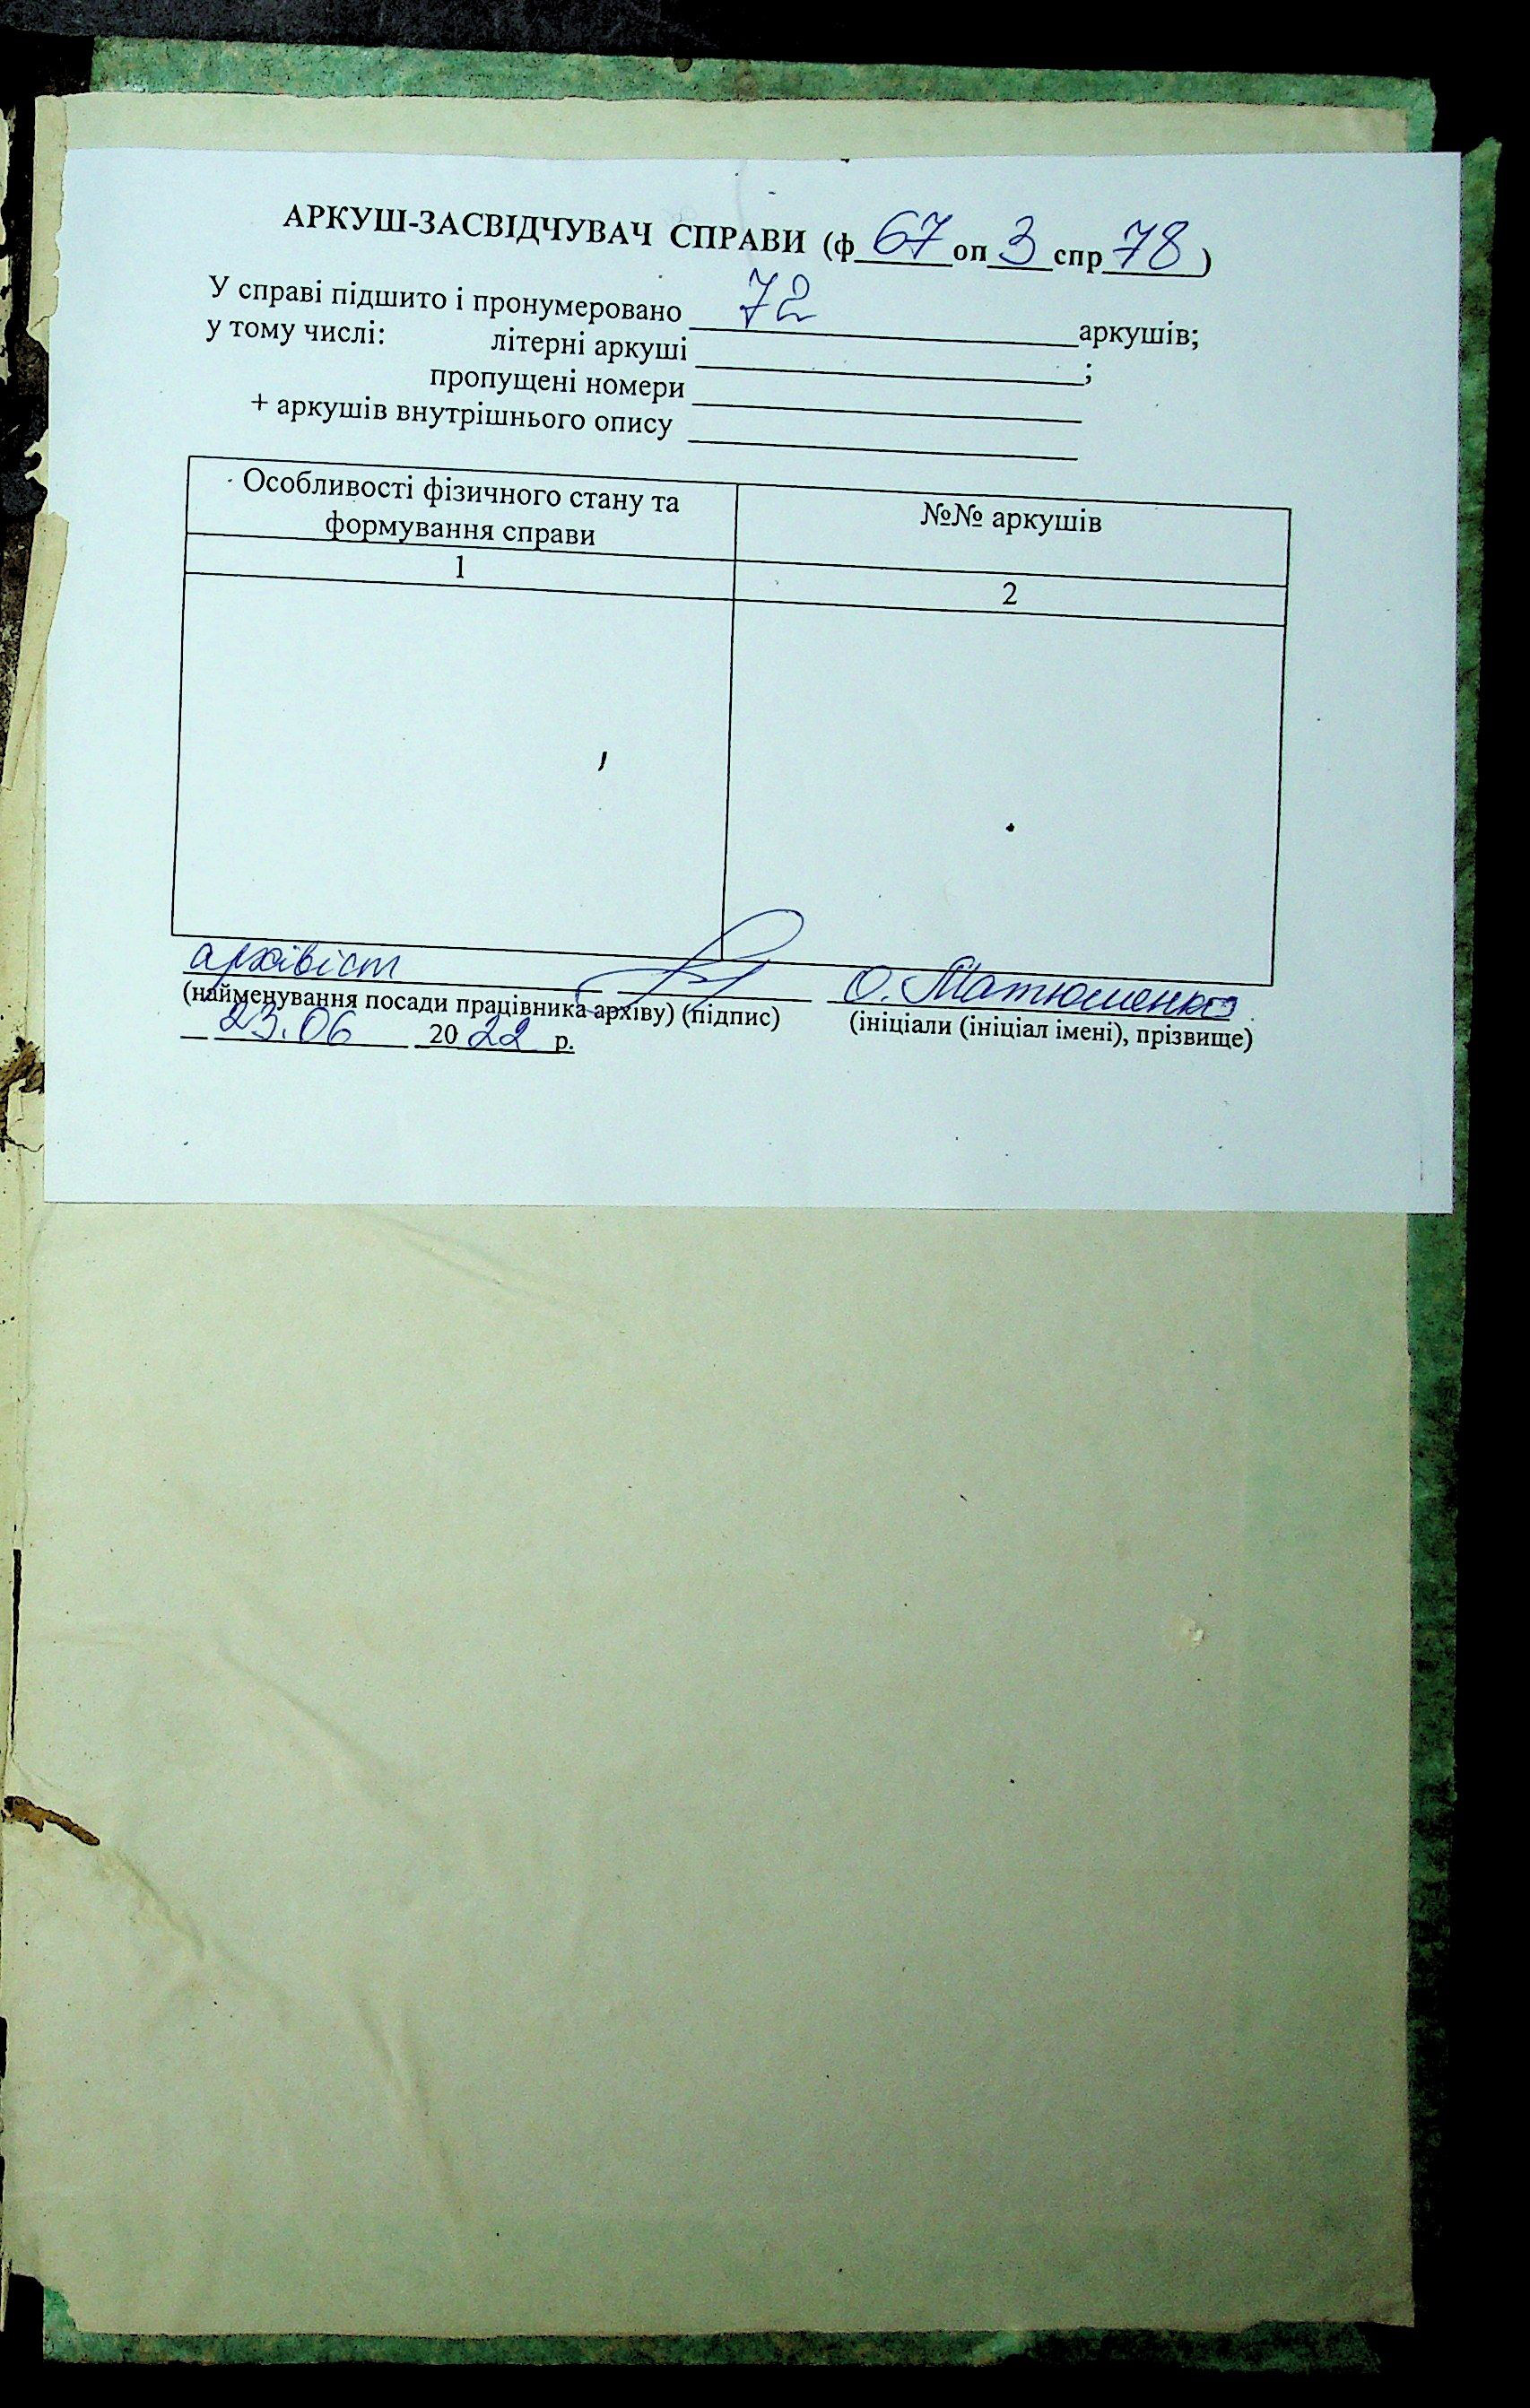 АРКУШ-ЗАСВІДЧУВАЧ СПРАВИ (ф 67 оп 3 спр 78 )
У справі підшито і пронумеровано 72 аркушів;
у тому числі: літерні аркуші ;
пропущені номери
+ аркушів внутрішнього опису
Особливості фізичного стану та формування справи
№№ аркушів
1
2
архівіст О. Матюшенко
(найменування посади працівника архіву) (підпис) (ініціали (ініціал імені), прізвище)
23.06 2022 р.